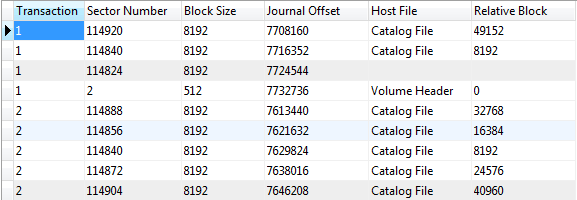 Transaction Sector Number Block Size Journal Offset Host File Relative Block
1 114920 8192 7708160 Catalog File 49152
1 114840 8192 7716352 Catalog File 8192
1 114824 8192 7724544
1 2 512 7732736 Volume Header 0
2 114888 8192 7613440 Catalog File 32768
2 114856 8192 7621632 Catalog File 16384
2 114840 8192 7629824 Catalog File 8192
2 114872 8192 7638016 Catalog File 24576
2 114904 8192 7646208 Catalog File 40960